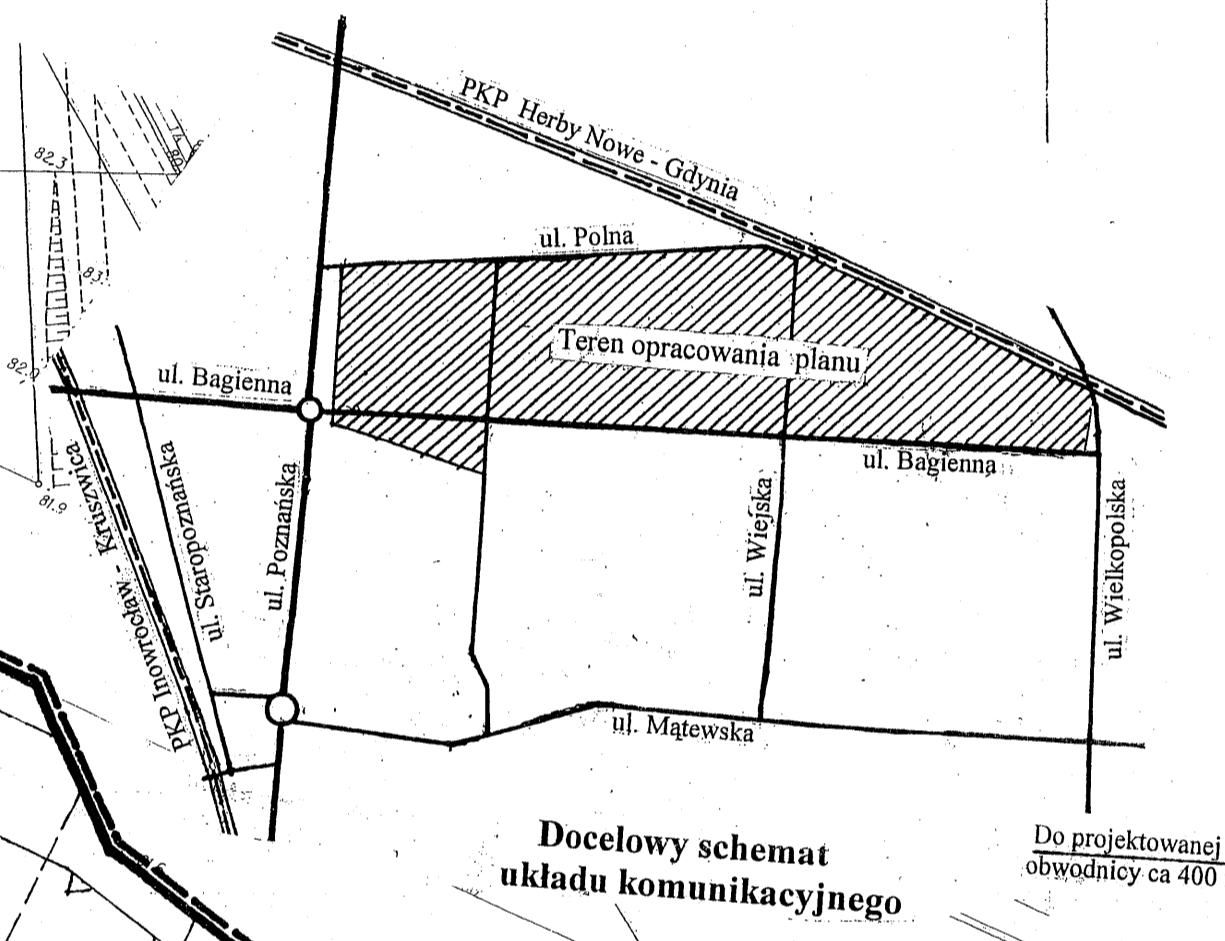 PKP Herby Nowe - Gdynia
82.3
80
83.
ul. Polna
Teren opracowania planu
ul. Bagienna
ul. Bagienna
81.9
PKP Inowrocław - Kruszwica
ul. Staropoznańska
ul. Poznańska
ul. Wiejska
ul. Wielkopolska
ul. Mątewska
Docelowy schemat
układu komunikacyjnego
Do projektowanej
obwodnicy ca 400